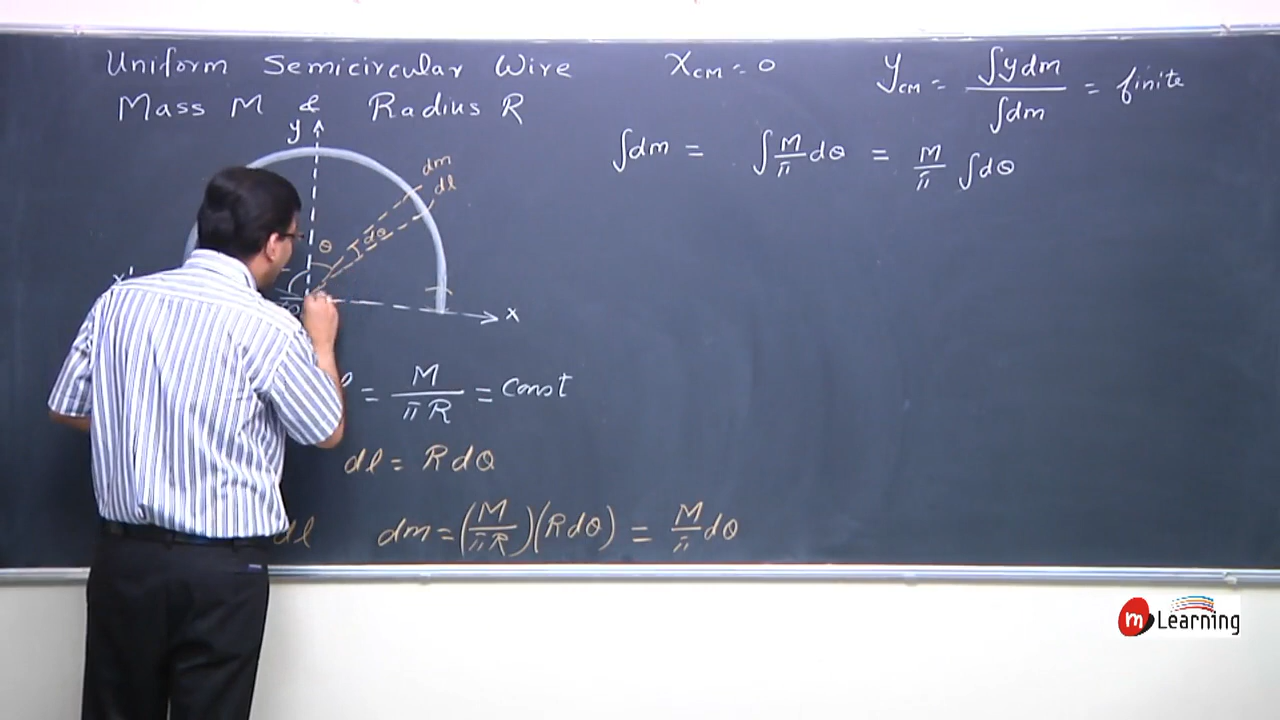 Uniform Semicircular Wire
Mass M & Radius R
X_CM = 0
Y_CM = ∫y dm / ∫dm = finite
∫dm = ∫ M/π dθ = M/π ∫dθ
y
dm
dl
θ
dθ
x'
x
= M/πR = Const
dl = R dθ
dl dm = (M/πR)(R dθ) = M/π dθ
m Learning